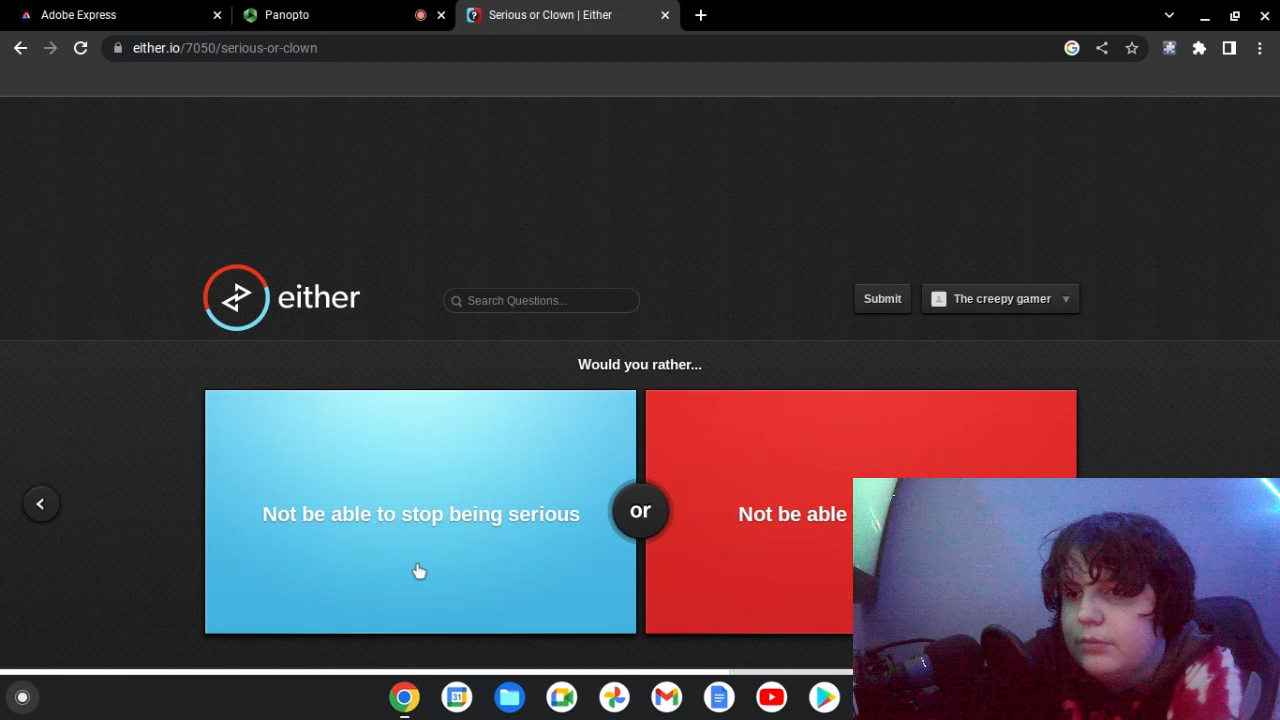 Adobe Express
Panopto
Serious or Clown | Either
either.io/7050/serious-or-clown
either
Search Questions...
Submit
The creepy gamer
Would you rather...
Not be able to stop being serious
or
Not be able
31